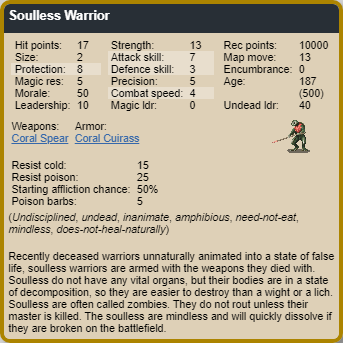 Soulless Warrior
Hit points: 17 Strength: 13 Rec points: 10000
Size: 2 Attack skill: 7 Map move: 13
Protection: 8 Defence skill: 3 Encumbrance: 0
Magic res: 5 Precision: 5 Age: 187
Morale: 50 Combat speed: 4 (500)
Leadership: 10 Magic ldr: 0 Undead ldr: 40
Weapons: Armor:
Coral Spear Coral Cuirass
Resist cold: 15
Resist poison: 25
Starting affliction chance: 50%
Poison barbs: 5
(Undisciplined, undead, inanimate, amphibious, need-not-eat,
mindless, does-not-heal-naturally)
Recently deceased warriors unnaturally animated into a state of false
life, soulless warriors are armed with the weapons they died with.
Soulless do not have any vital organs, but their bodies are in a state
of decomposition, so they are easier to destroy than a wight or a lich.
Soulless are often called zombies. They do not rout unless their
master is killed. The soulless are mindless and will quickly dissolve if
they are broken on the battlefield.